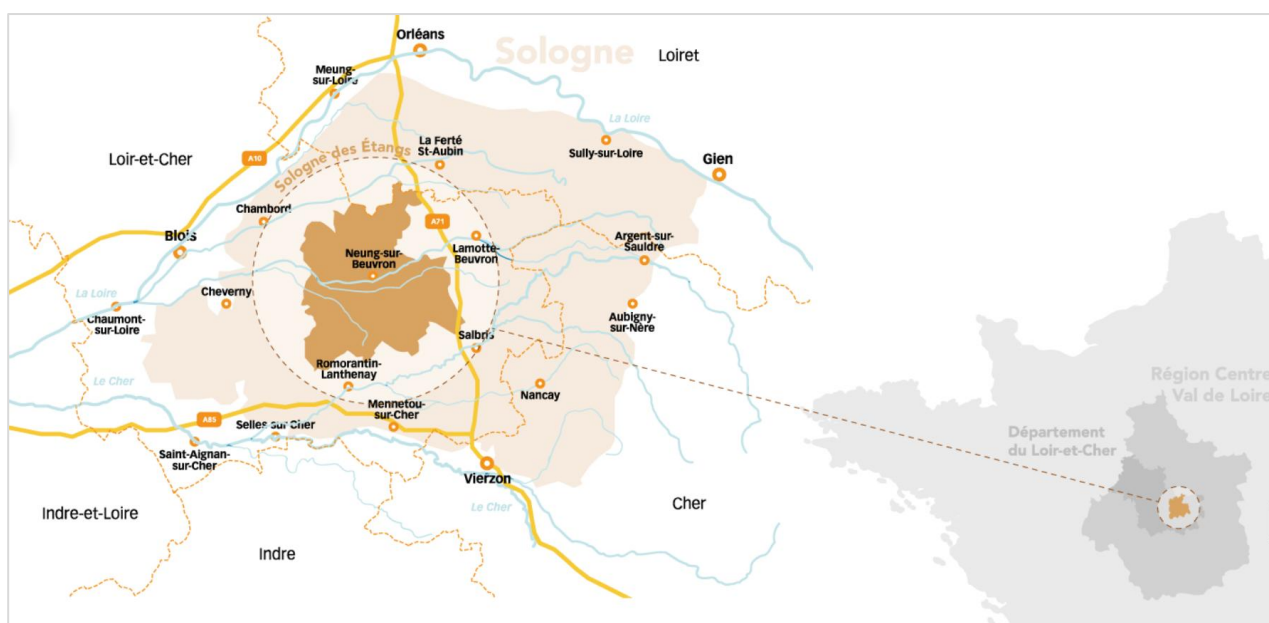 Orléans
Sologne
Loiret
Meung-
sur-Loire
La Loire
La Ferté
St-Aubin
Sully-sur-Loire
Loir-et-Cher
A10
Sologne des Étangs
Gien
Chambord
A71
Blois
Lamotte-
Beuvron
Argent-sur-
Sauldre
Neung-sur-
Beuvron
La Loire
Cheverny
Chaumont-
sur-Loire
Aubigny-
sur-Nère
Salbris
Romorantin-
Lanthenay
Le Cher
Nancay
Région Centre
Val de Loire
Mennetou-
sur-Cher
A85
Selles sur Cher
Département
du Loir-et-Cher
Saint-Aignan-
sur-Cher
Vierzon
Le Cher
Cher
Indre-et-Loire
Indre